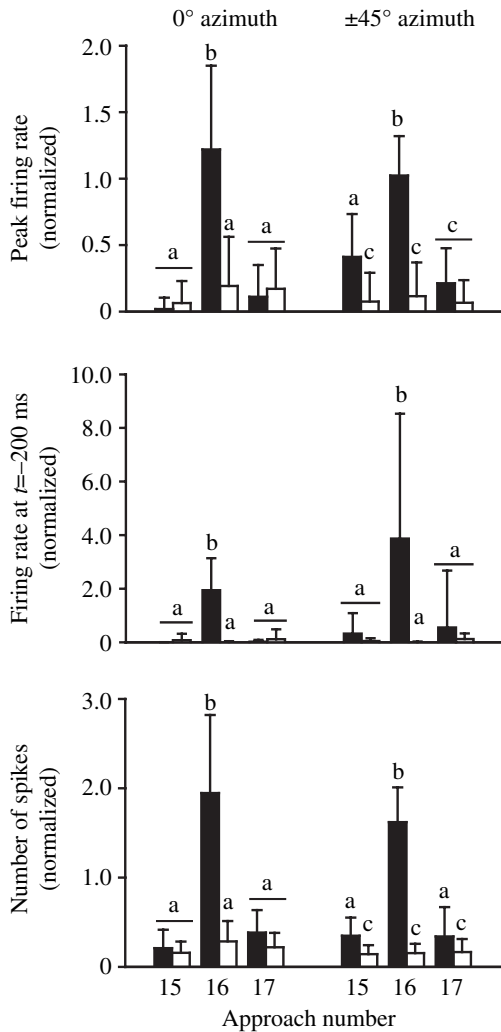 0° azimuth ±45° azimuth
Peak firing rate
(normalized)
2.0
1.5
1.0
0.5
0
a b a a a c b c c
Firing rate at t=–200 ms
(normalized)
10.0
8.0
6.0
4.0
2.0
0
a b a a a b a a
Number of spikes
(normalized)
3.0
2.0
1.0
0
a b a a a c b c a c
15 16 17 15 16 17
Approach number